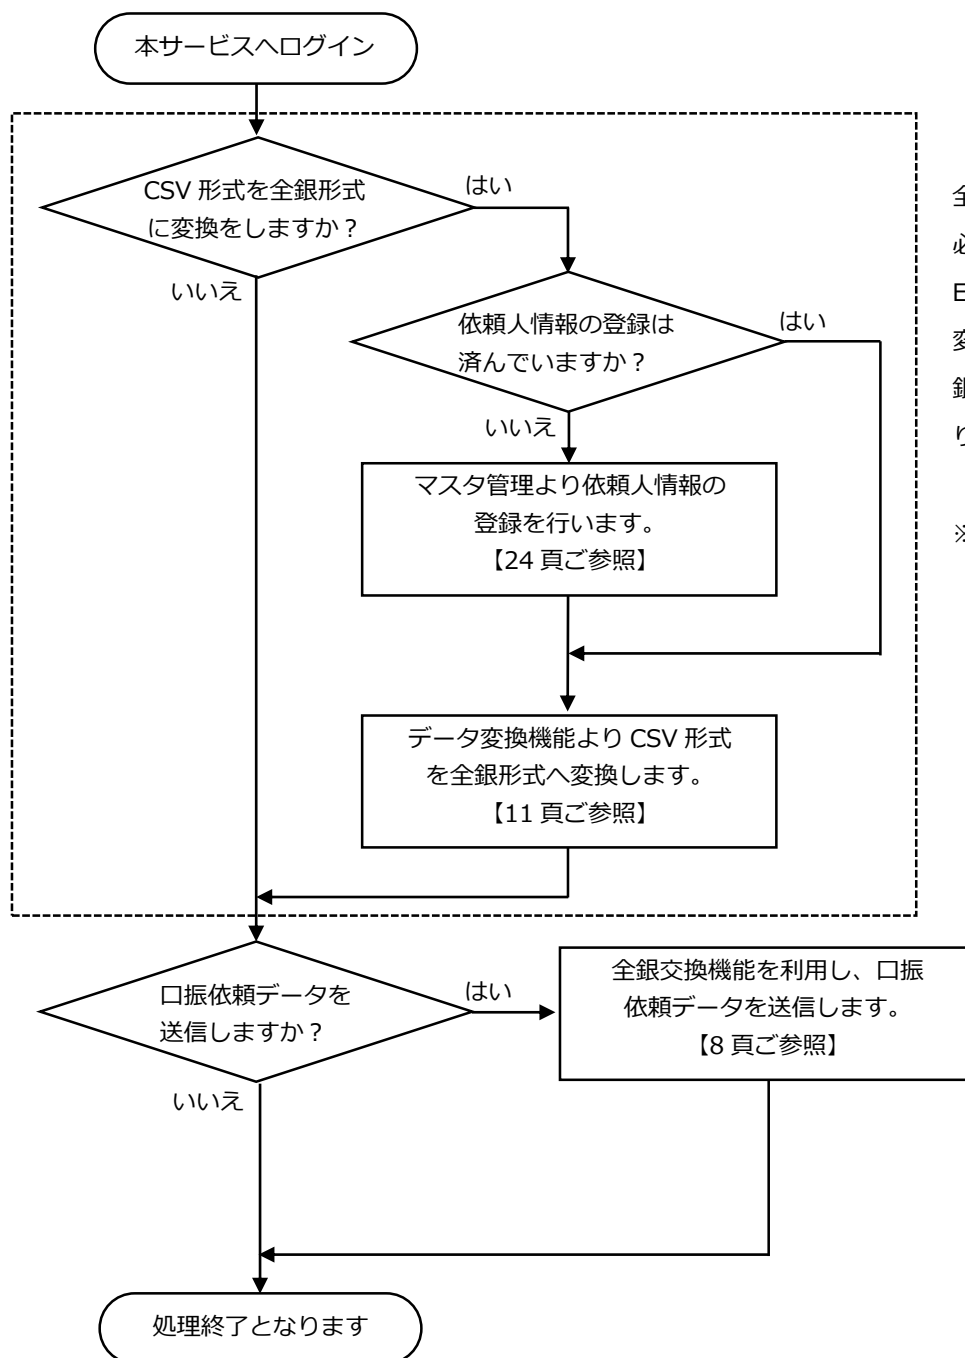 本サービスへログイン
CSV 形式を全銀形式
に変換をしますか？
はい
いいえ
依頼人情報の登録は
済んでいますか？
はい
いいえ
マスタ管理より依頼人情報の
登録を行います。
【24 頁ご参照】
データ変換機能より CSV 形式
を全銀形式へ変換します。
【11 頁ご参照】
口振依頼データを
送信しますか？
はい
いいえ
全銀交換機能を利用し、口振
依頼データを送信します。
【8 頁ご参照】
処理終了となります
※